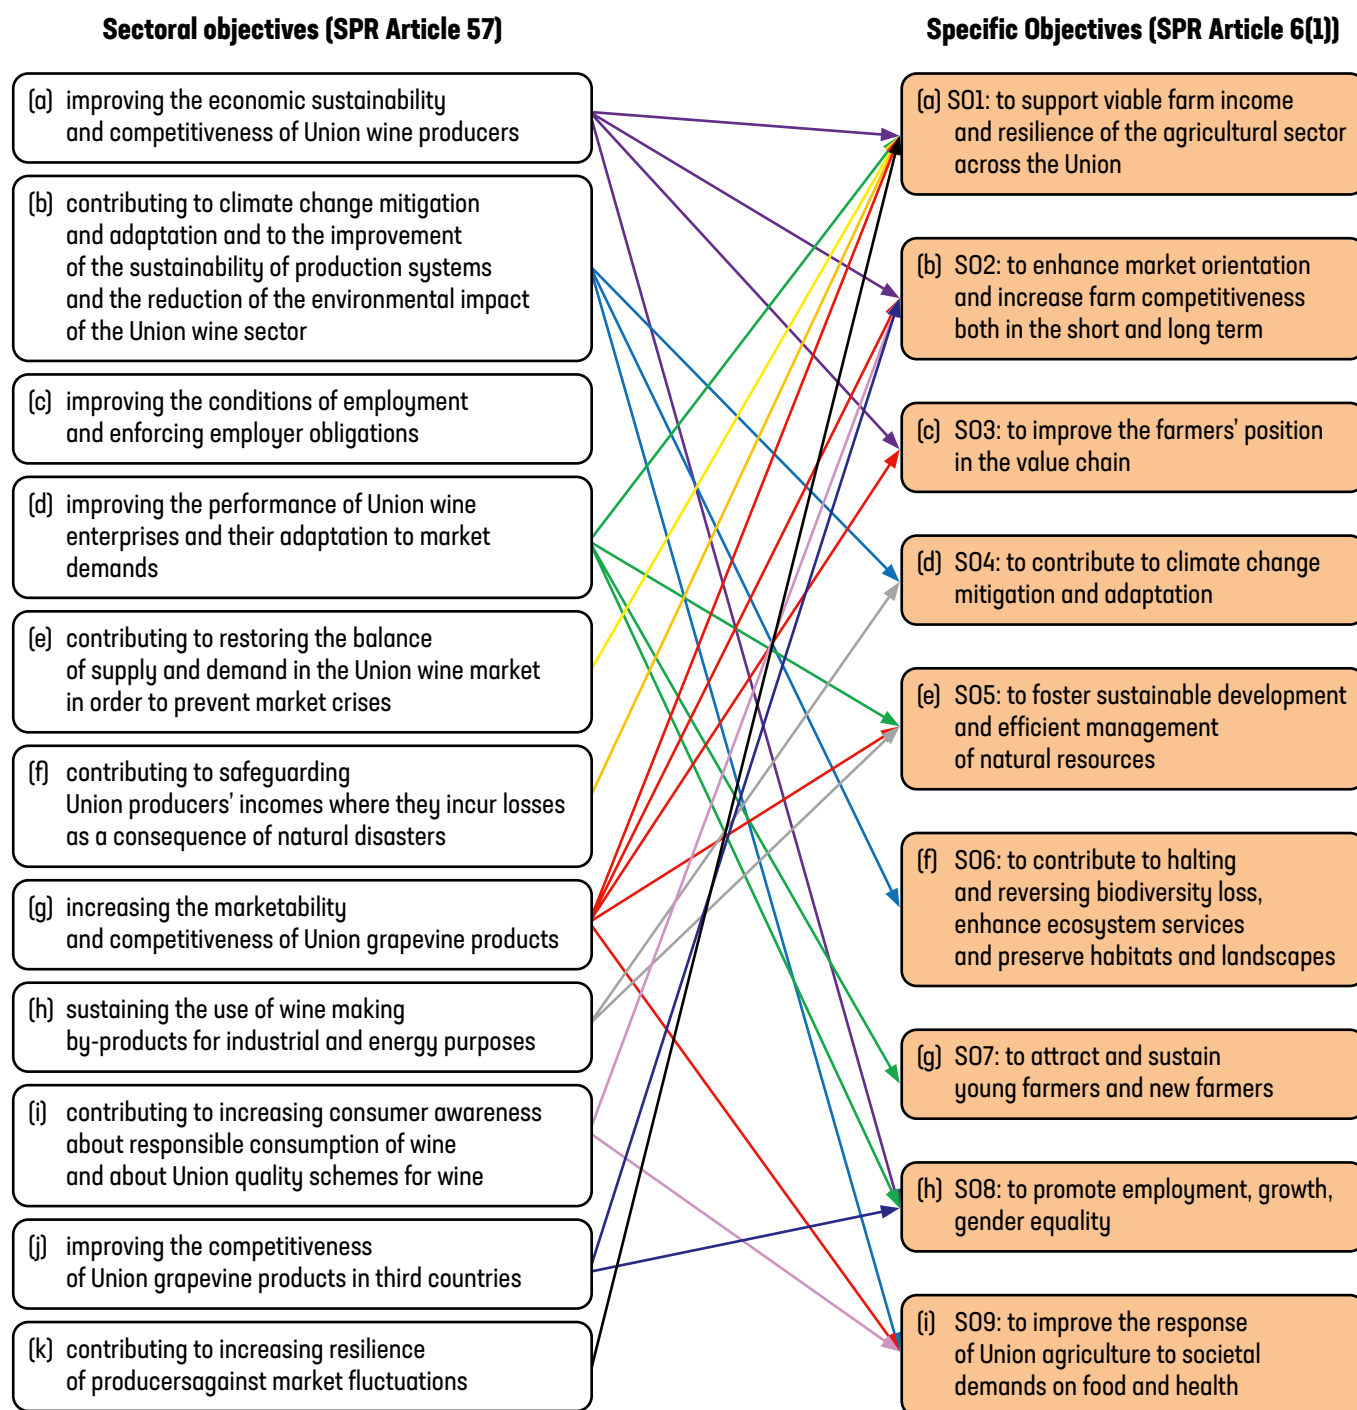 Sectoral objectives (SPR Article 57)
(a) improving the economic sustainability
and competitiveness of Union wine producers
(b) contributing to climate change mitigation
and adaptation and to the improvement
of the sustainability of production systems
and the reduction of the environmental impact
of the Union wine sector
(c) improving the conditions of employment
and enforcing employer obligations
(d) improving the performance of Union wine
enterprises and their adaptation to market
demands
(e) contributing to restoring the balance
of supply and demand in the Union wine market
in order to prevent market crises
(f) contributing to safeguarding
Union producers' incomes where they incur losses
as a consequence of natural disasters
(g) increasing the marketability
and competitiveness of Union grapevine products
(h) sustaining the use of wine making
by-products for industrial and energy purposes
(i) contributing to increasing consumer awareness
about responsible consumption of wine
and about Union quality schemes for wine
(j) improving the competitiveness
of Union grapevine products in third countries
(k) contributing to increasing resilience
of producersagainst market fluctuations
Specific Objectives (SPR Article 6(1))
(a) SO1: to support viable farm income
and resilience of the agricultural sector
across the Union
(b) SO2: to enhance market orientation
and increase farm competitiveness
both in the short and long term
(c) SO3: to improve the farmers' position
in the value chain
(d) SO4: to contribute to climate change
mitigation and adaptation
(e) SO5: to foster sustainable development
and efficient management
of natural resources
(f) SO6: to contribute to halting
and reversing biodiversity loss,
enhance ecosystem services
and preserve habitats and landscapes
(g) SO7: to attract and sustain
young farmers and new farmers
(h) SO8: to promote employment, growth,
gender equality
(i) SO9: to improve the response
of Union agriculture to societal
demands on food and health